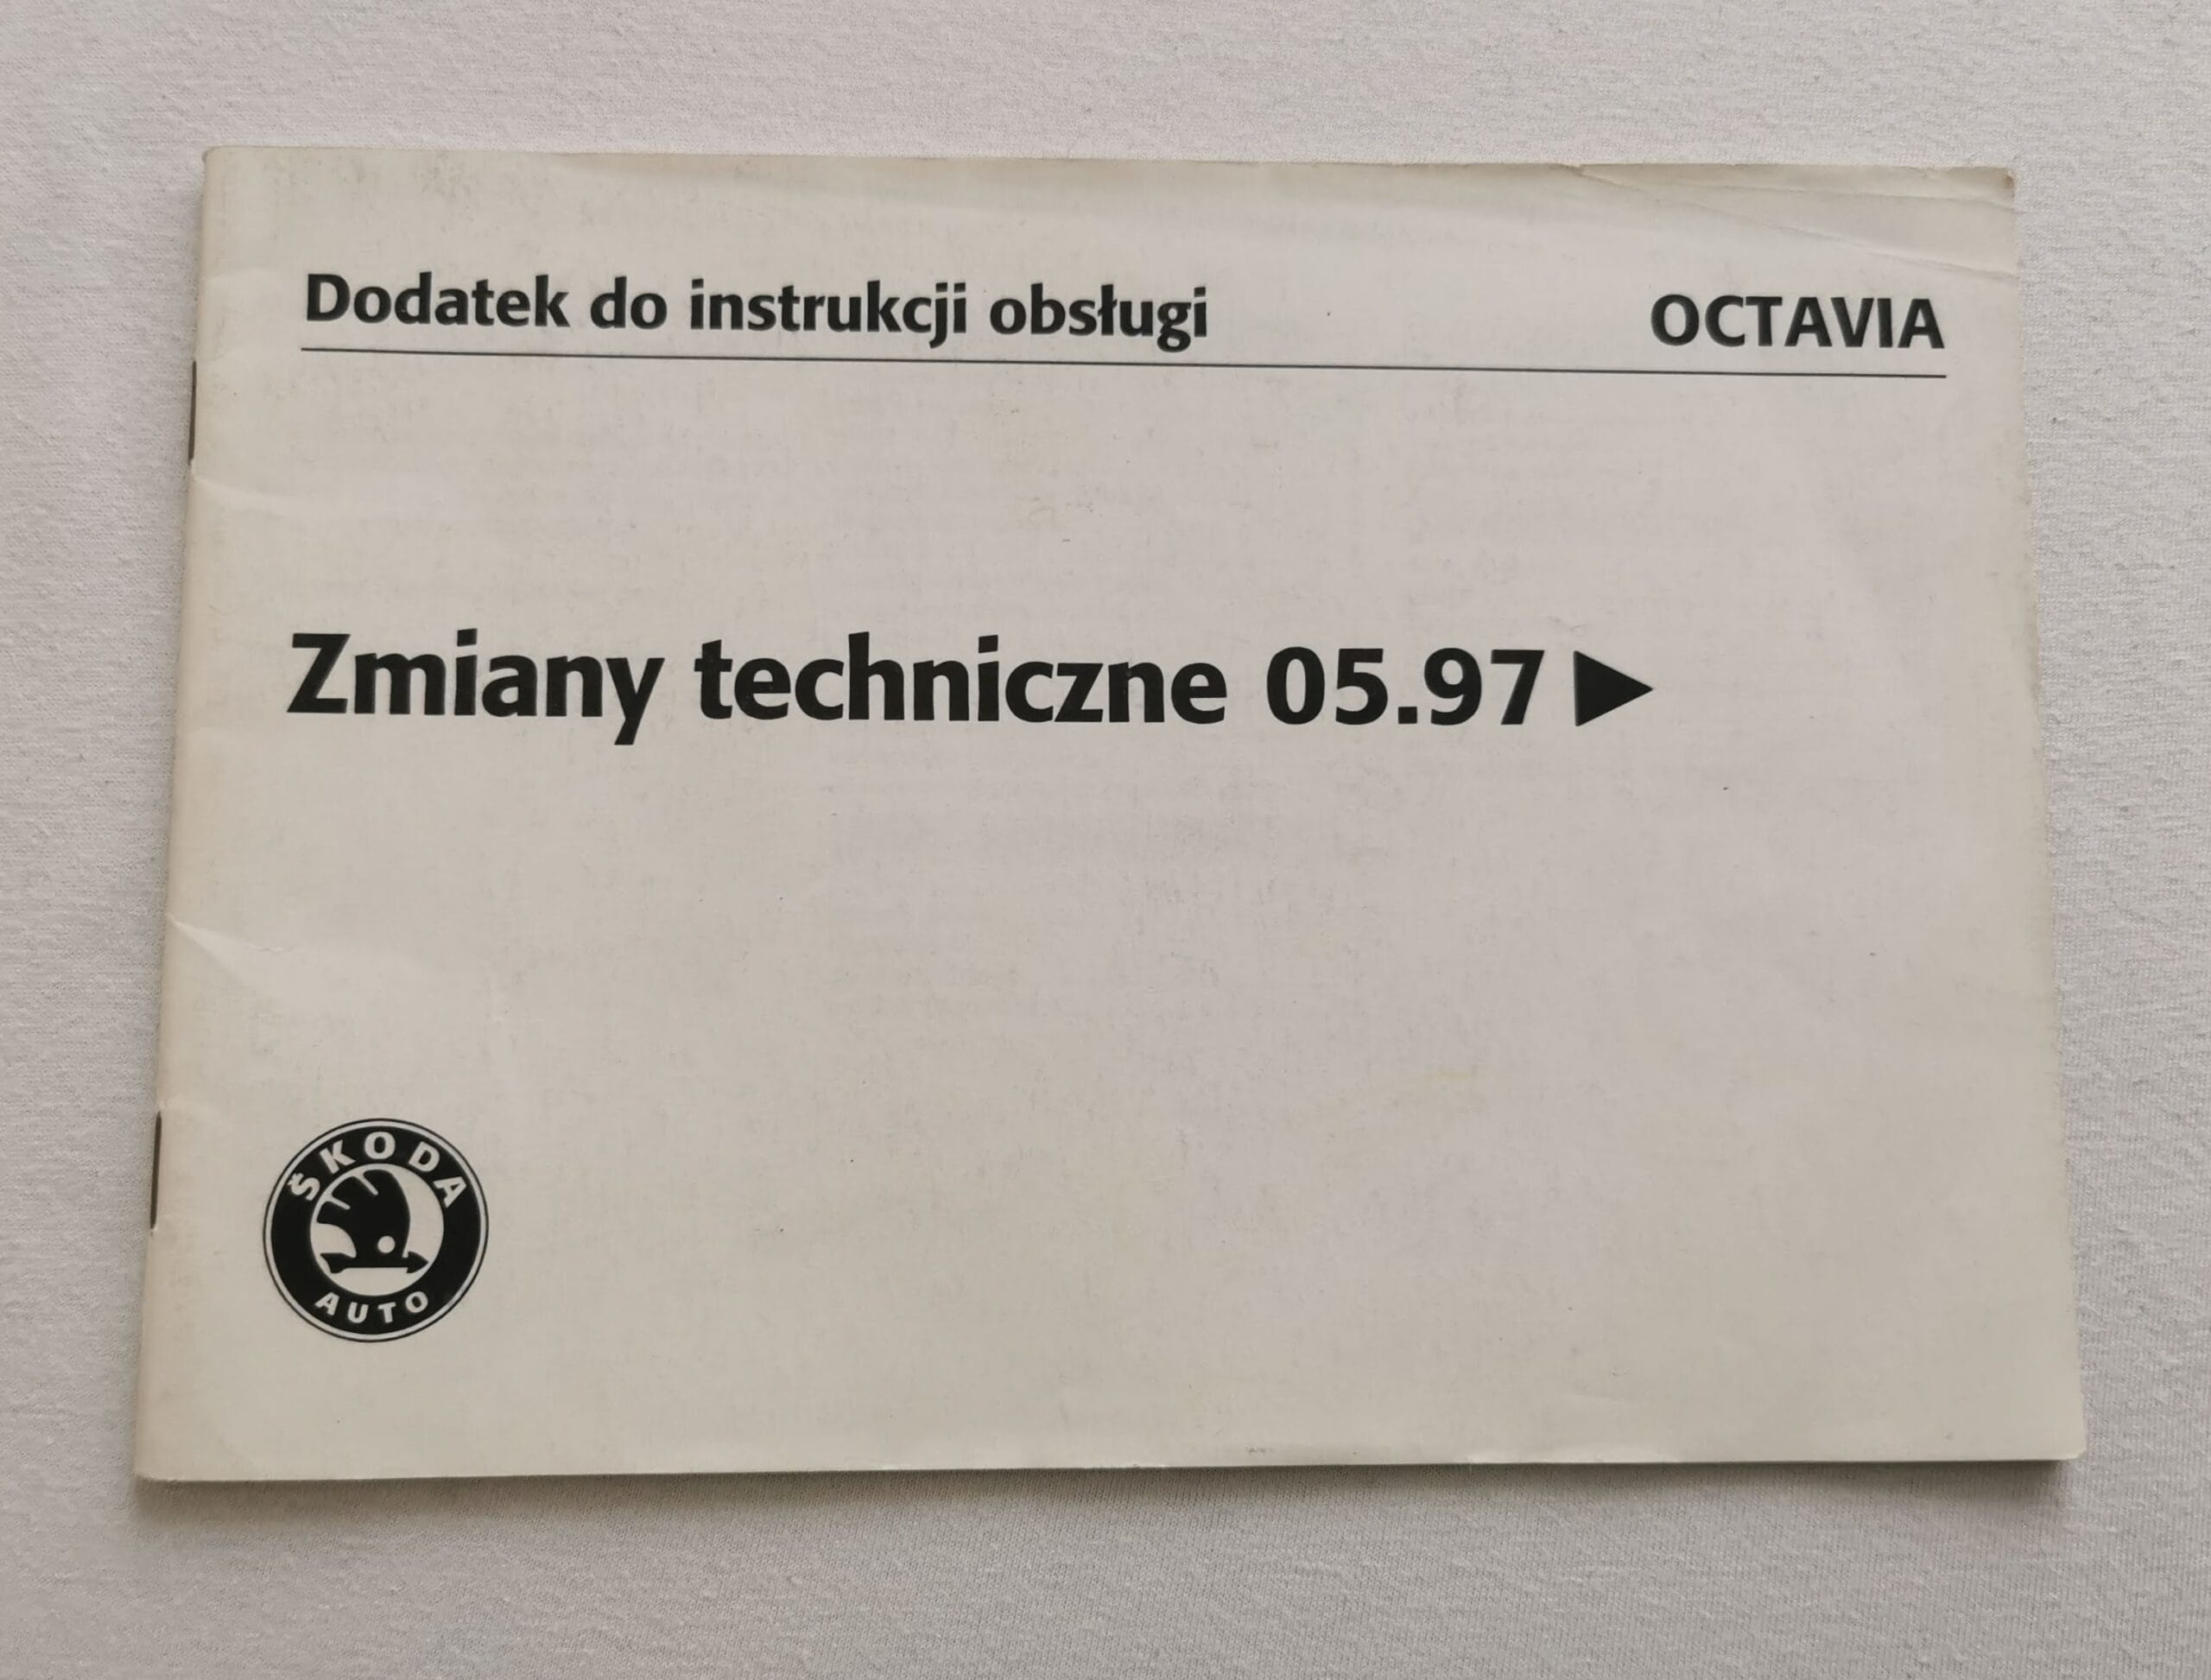 Dodatek do instrukcji obsługi OCTAVIA
Zmiany techniczne 05.97 ▶
ŠKODA
AUTO